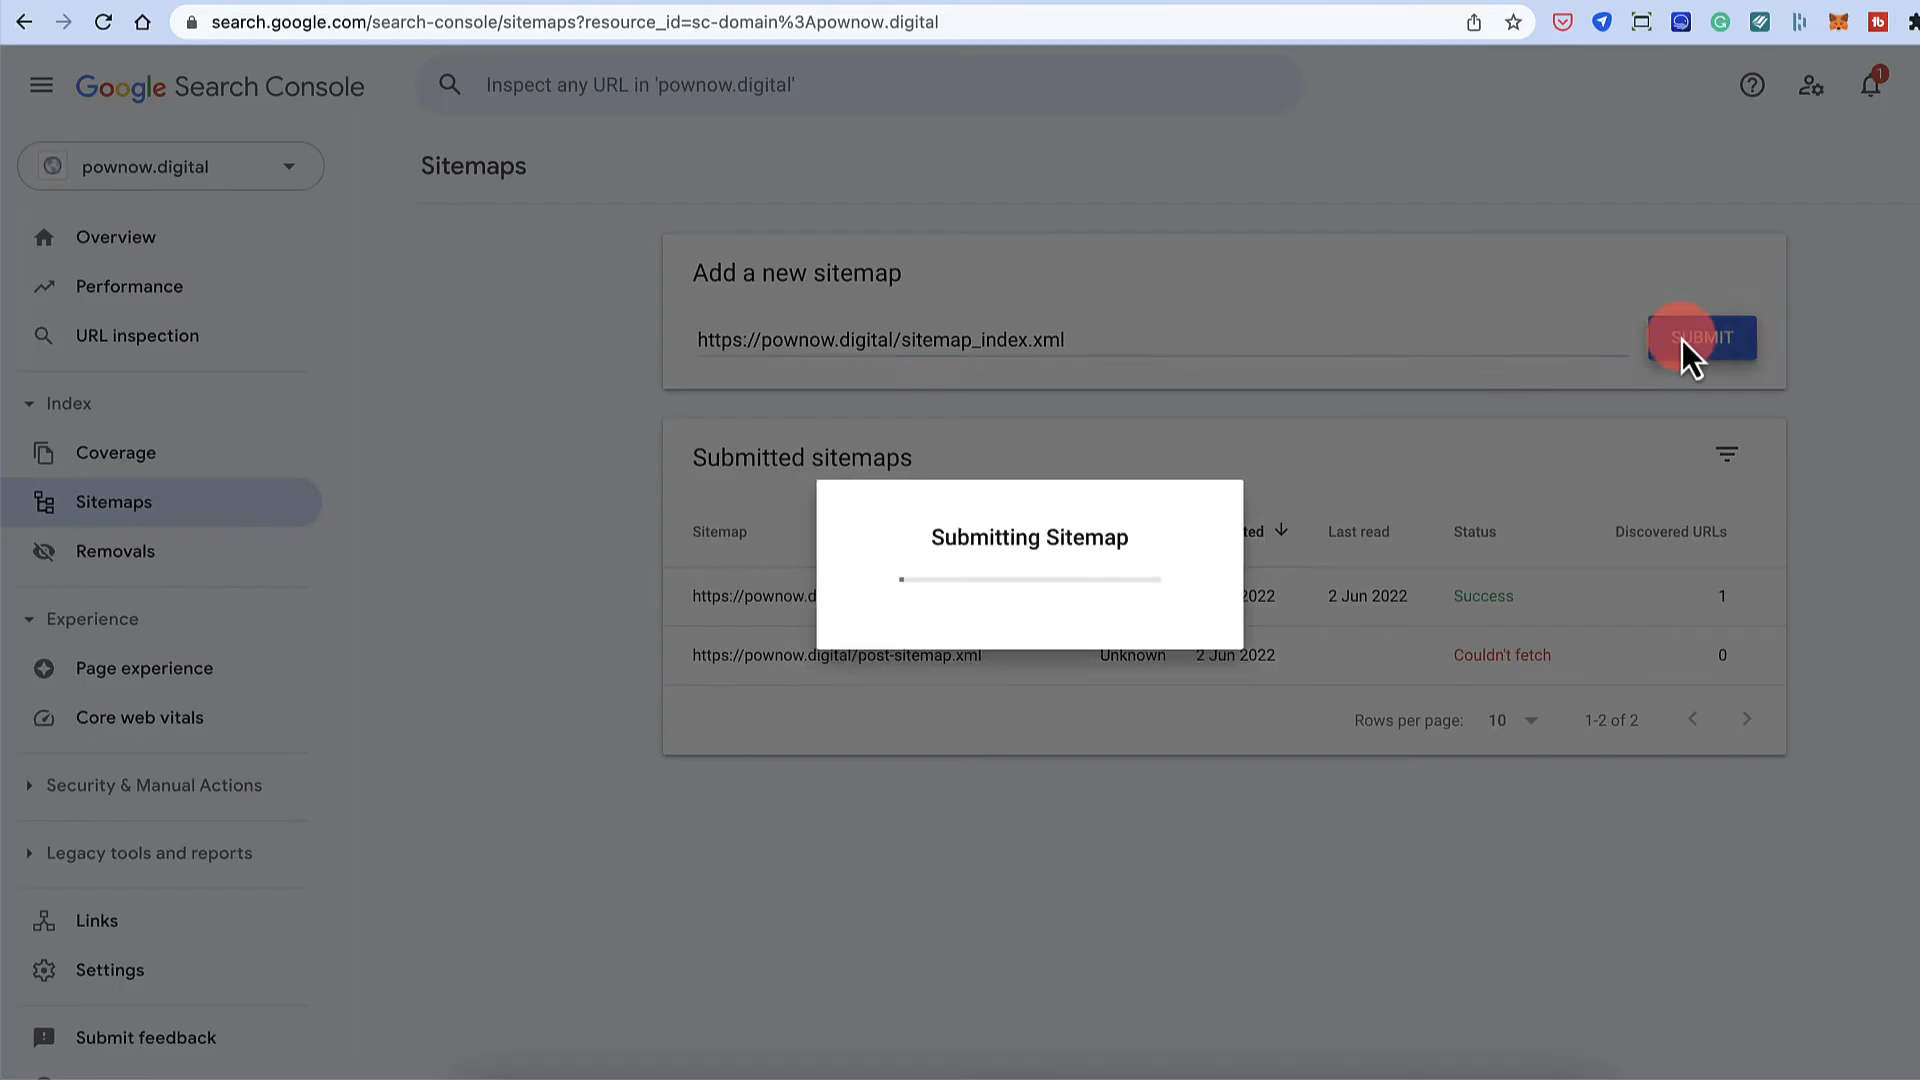 search.google.com/search-console/sitemaps?resource_id=sc-domain%3Apownow.digital
Google Search Console
Inspect any URL in 'pownow.digital'
1
pownow.digital
Sitemaps
Overview
Performance
URL inspection
Index
Coverage
Sitemaps
Removals
Experience
Page experience
Core web vitals
Security & Manual Actions
Legacy tools and reports
Links
Settings
Submit feedback
Add a new sitemap
https://pownow.digital/sitemap_index.xml
SUBMIT
Submitted sitemaps
Submitting Sitemap
Sitemap ted Last read Status Discovered URLs
https://pownow.d 2022 2 Jun 2022 Success 1
https://pownow.digital/post-sitemap.xml Unknown 2 Jun 2022 Couldn't fetch 0
Rows per page: 10 1-2 of 2